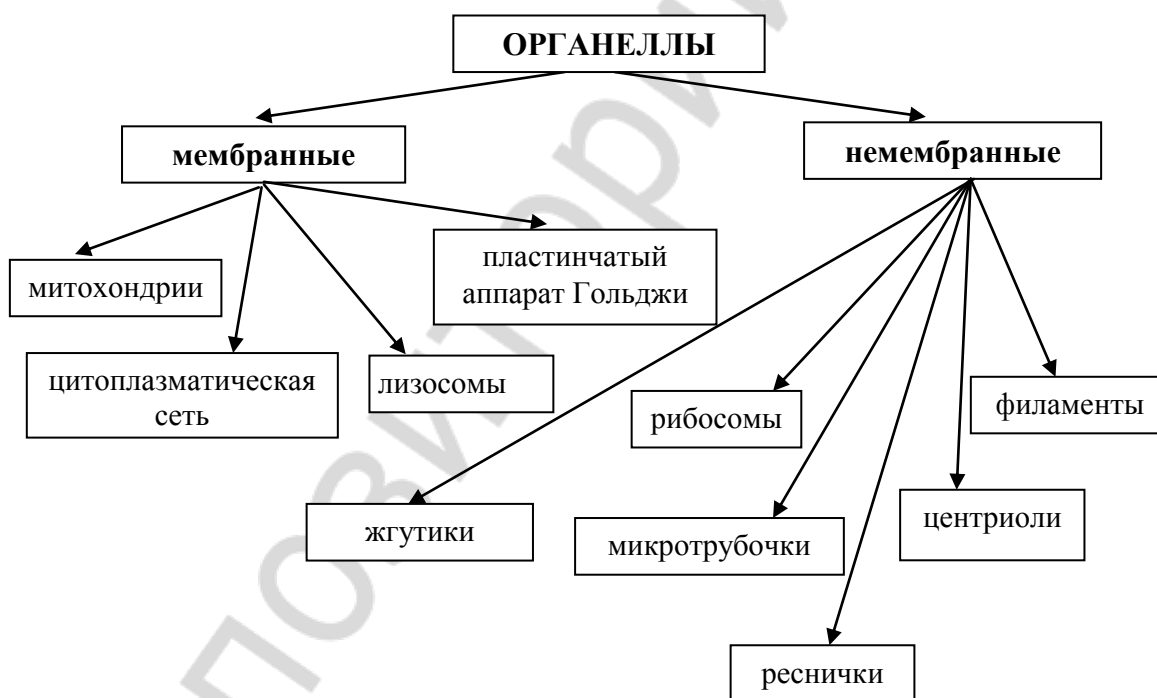 ОРГАНЕЛЛЫ
мембранные
немембранные
пластинчатый
аппарат Гольджи
митохондрии
цитоплазматическая
сеть
лизосомы
рибосомы
филаменты
жгутики
микротрубочки
центриоли
реснички